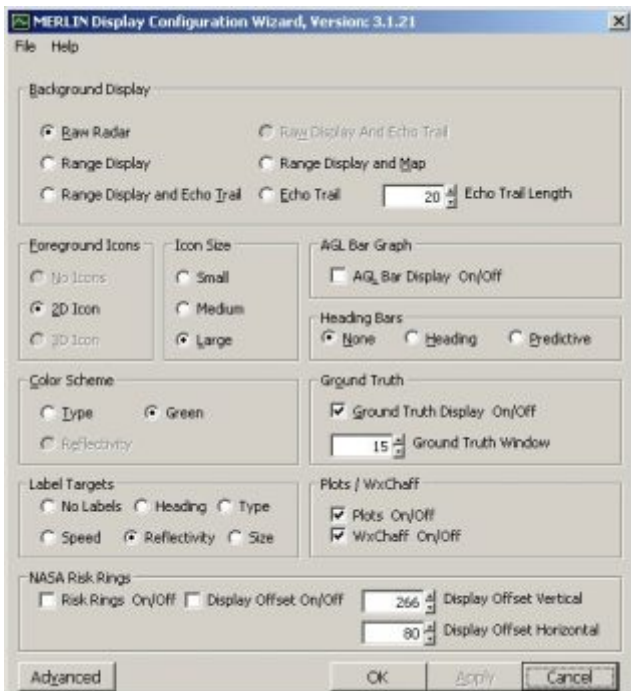 MERLIN Display Configuration Wizard, Version: 3.1.21
File Help
Background Display
Raw Radar
Raw Display And Echo Trail
Range Display
Range Display and Map
Range Display and Echo Trail
Echo Trail
20 Echo Trail Length
Foreground Icons
No Icons
2D Icon
3D Icon
Icon Size
Small
Medium
Large
AGL Bar Graph
AGL Bar Display On/Off
Heading Bars
None Heading Predictive
Color Scheme
Type Green
Reflectivity
Ground Truth
Ground Truth Display On/Off
15 Ground Truth Window
Label Targets
No Labels Heading Type
Speed Reflectivity Size
Plots / WxChaff
Plots On/Off
WxChaff On/Off
NASA Risk Rings
Risk Rings On/Off Display Offset On/Off
266 Display Offset Vertical
80 Display Offset Horizontal
Advanced OK Apply Cancel